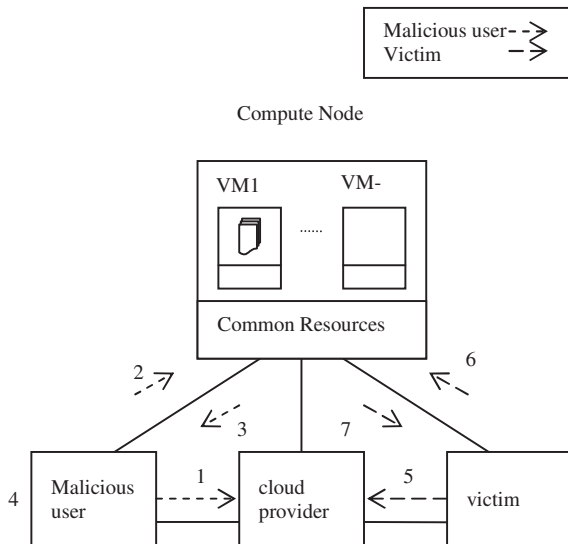 Malicious user
Victim
Compute Node
VM1
VM-
......
Common Resources
2
6
3
7
4
Malicious
user
1
cloud
provider
5
victim